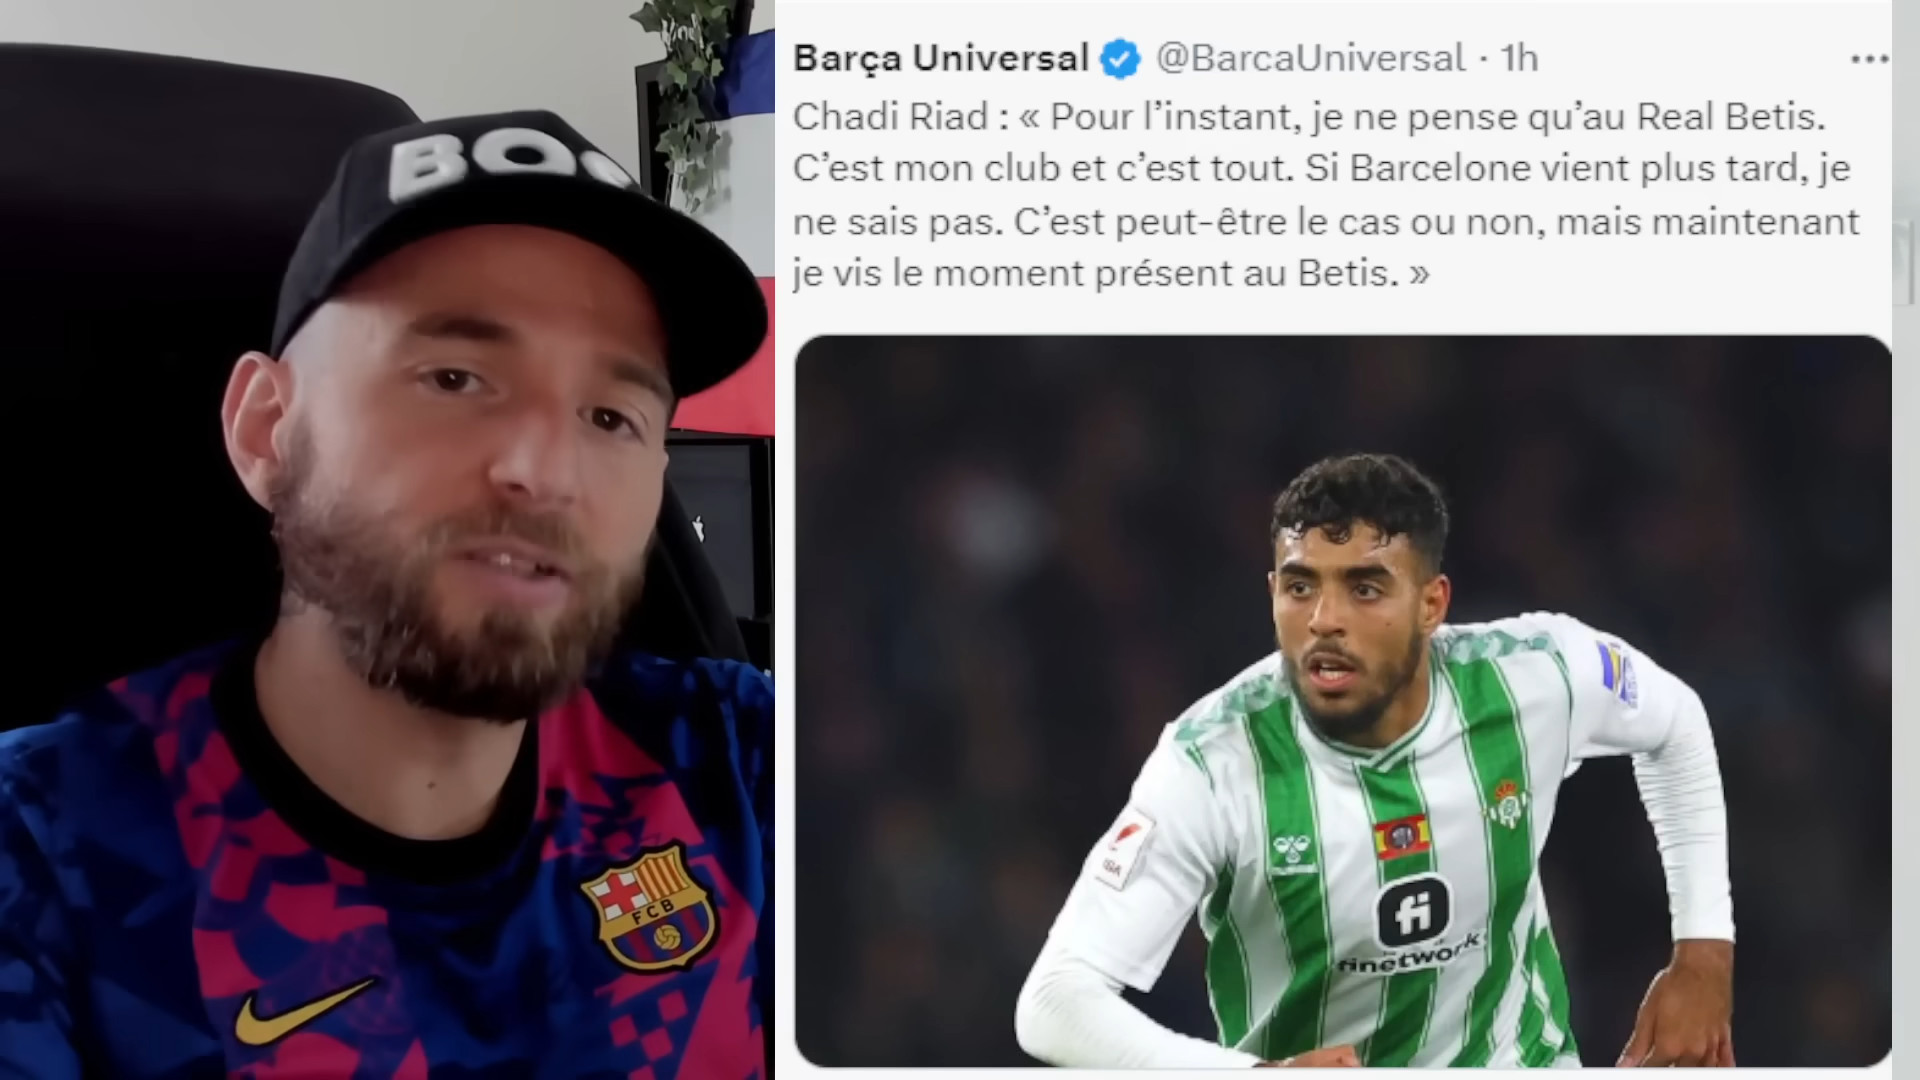 Barça Universal @BarcaUniversal · 1h
Chadi Riad : « Pour l’instant, je ne pense qu’au Real Betis.
C’est mon club et c’est tout. Si Barcelone vient plus tard, je
ne sais pas. C’est peut-être le cas ou non, mais maintenant
je vis le moment présent au Betis. »
FCB
fi
finetwork